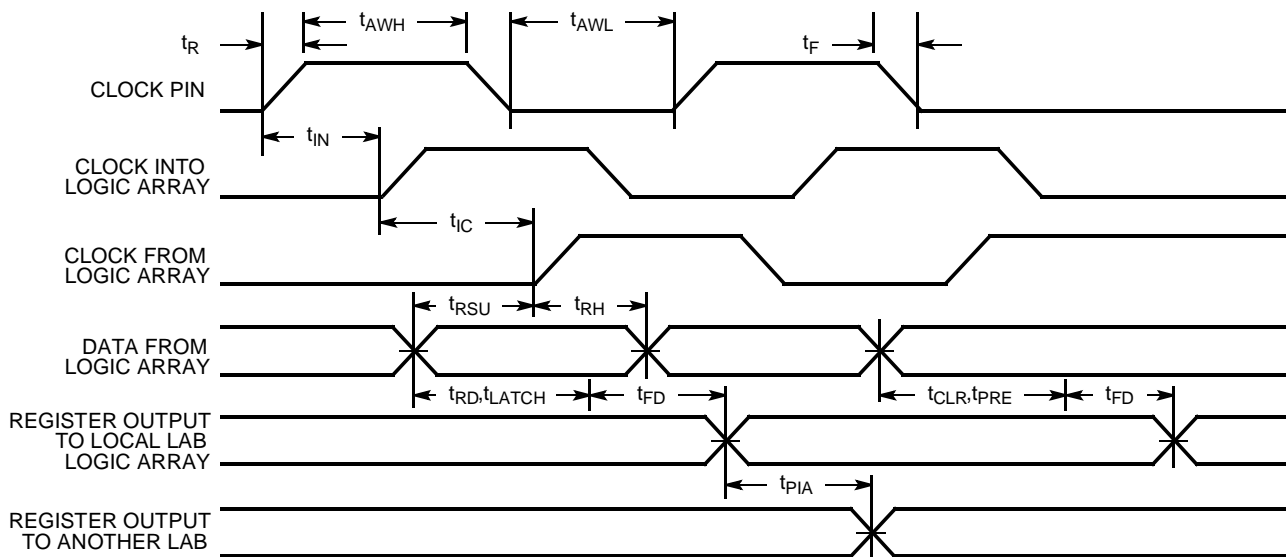 tAWH
tAWL
tR
tF
CLOCK PIN
tIN
CLOCK INTO
LOGIC ARRAY
tIC
CLOCK FROM
LOGIC ARRAY
tRSU
tRH
DATA FROM
LOGIC ARRAY
tRD,tLATCH
tFD
tCLR,tPRE
tFD
REGISTER OUTPUT
TO LOCAL LAB
LOGIC ARRAY
tPIA
REGISTER OUTPUT
TO ANOTHER LAB